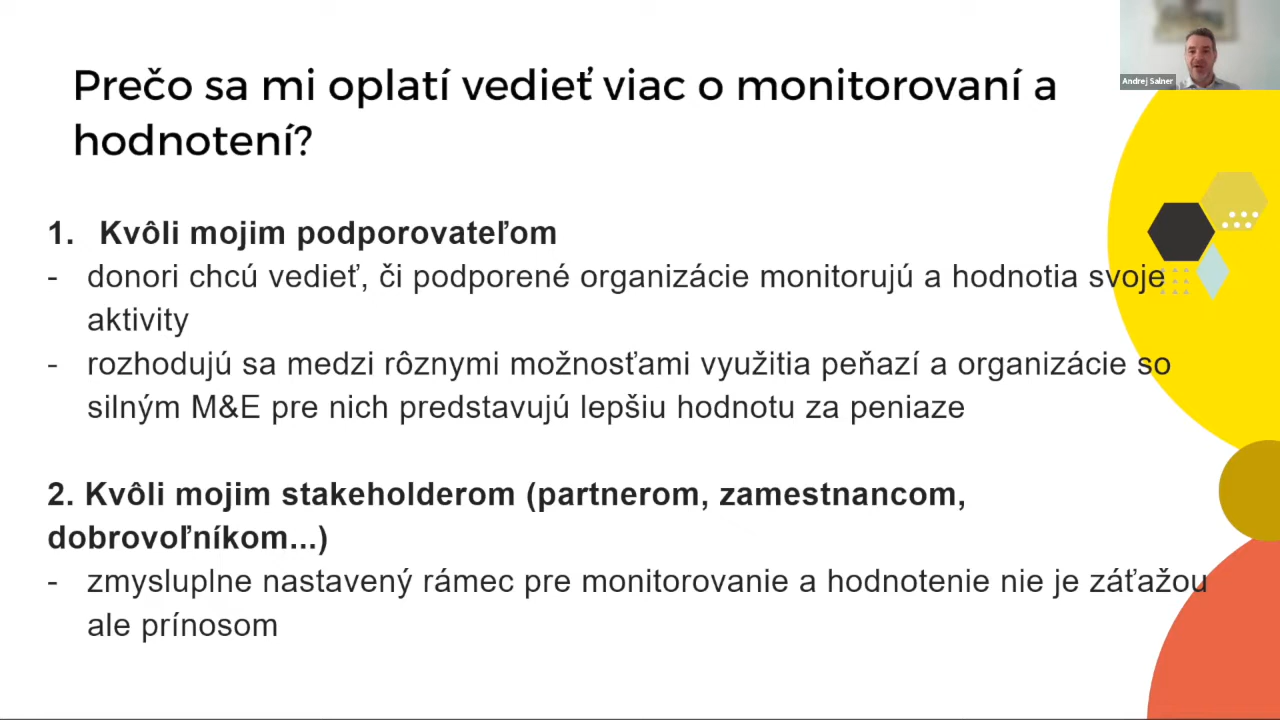 Prečo sa mi oplatí vedieť viac o monitorovaní a
hodnotení?
Andrej Salner
1. Kvôli mojim podporovateľom
- donori chcú vedieť, či podporené organizácie monitorujú a hodnotia svoje
aktivity
- rozhodujú sa medzi rôznymi možnosťami využitia peňazí a organizácie so
silným M&E pre nich predstavujú lepšiu hodnotu za peniaze
2. Kvôli mojim stakeholderom (partnerom, zamestnancom,
dobrovoľníkom...)
- zmysluplne nastavený rámec pre monitorovanie a hodnotenie nie je záťažou
ale prínosom